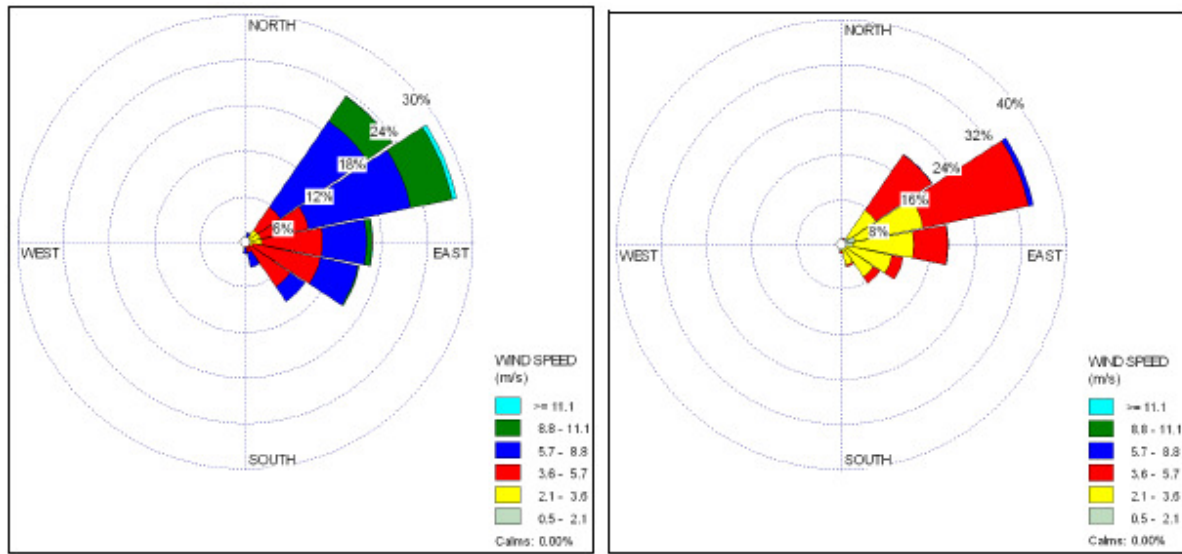 NORTH
30%
24%
18%
12%
6%
WEST
EAST
SOUTH
WIND SPEED
(m/s)
>= 11.1
8.8 - 11.1
5.7 - 8.8
3.6 - 5.7
2.1 - 3.6
0.5 - 2.1
Calms: 0.00%
NORTH
40%
32%
24%
16%
8%
WEST
EAST
SOUTH
WIND SPEED
(m/s)
>= 11.1
8.8 - 11.1
5.7 - 8.8
3.6 - 5.7
2.1 - 3.6
0.5 - 2.1
Calms: 0.00%